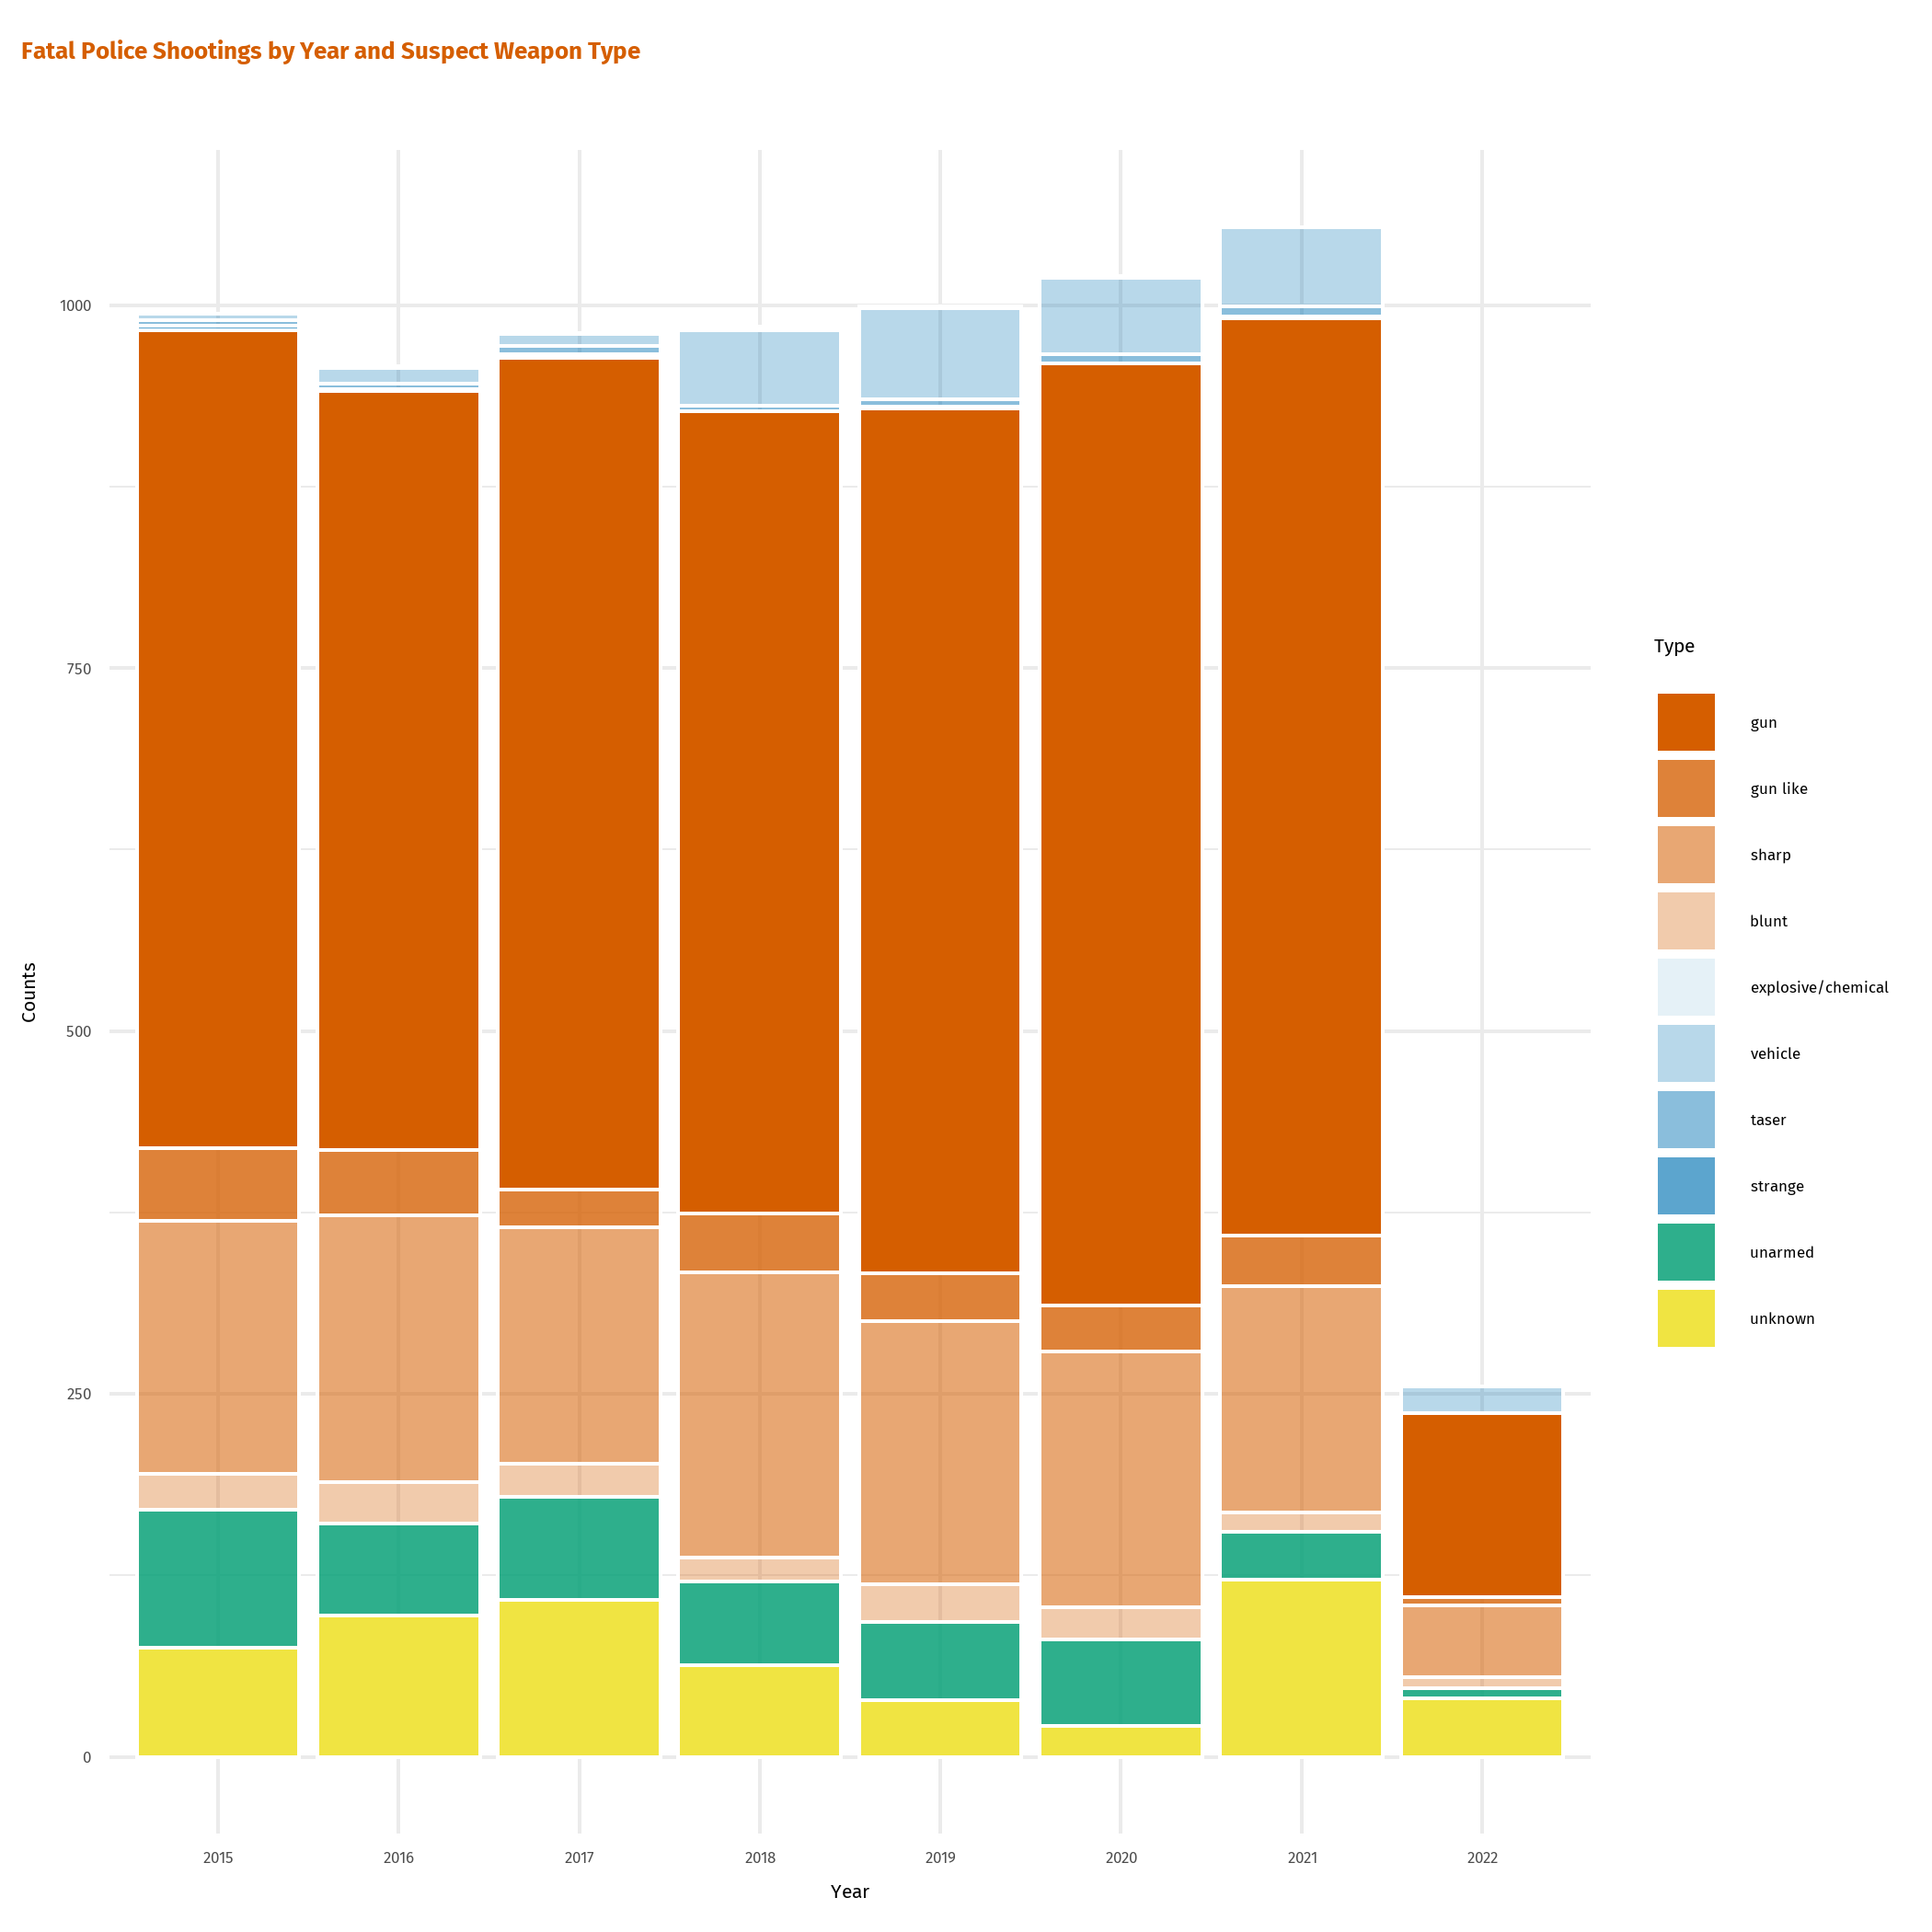 Fatal Police Shootings by Year and Suspect Weapon Type
1000
750
500
250
0
Counts
2015 2016 2017 2018 2019 2020 2021 2022
Year
Type
gun
gun like
sharp
blunt
explosive/chemical
vehicle
taser
strange
unarmed
unknown